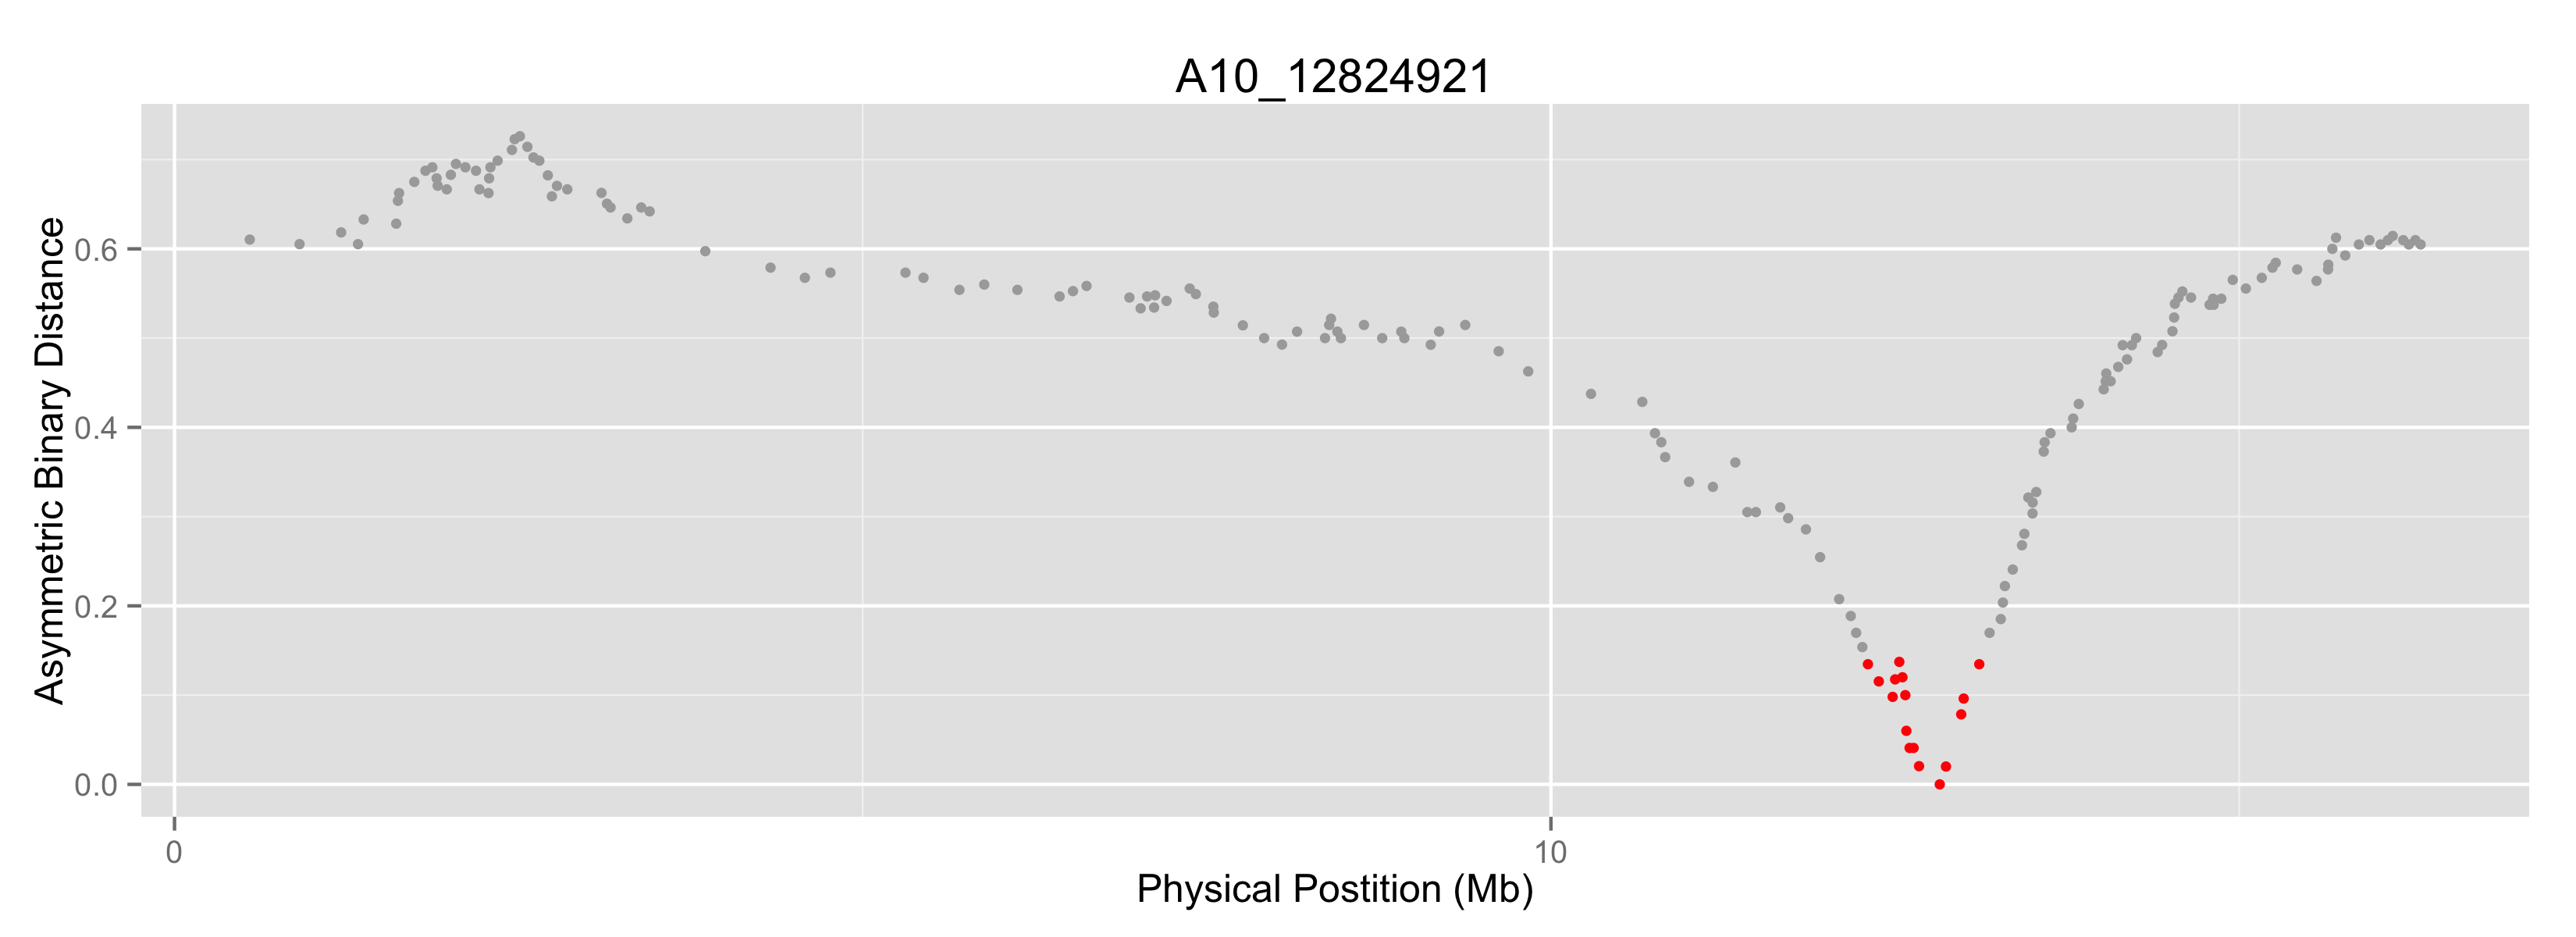 A10_12824921
Asymmetric Binary Distance
0.6
0.4
0.2
0.0
0
10
Physical Postition (Mb)